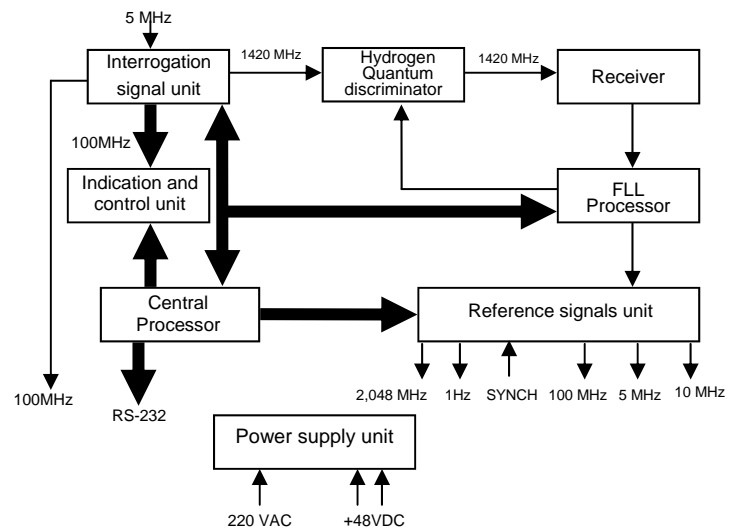 5 MHz
Interrogation
signal unit
1420 MHz
Hydrogen
Quantum
discriminator
1420 MHz
Receiver
100MHz
Indication and
control unit
FLL
Processor
Central
Processor
Reference signals unit
100MHz
RS-232
2,048 MHz
1Hz
SYNCH
100 MHz
5 MHz
10 MHz
Power supply unit
220 VAC
+48VDC